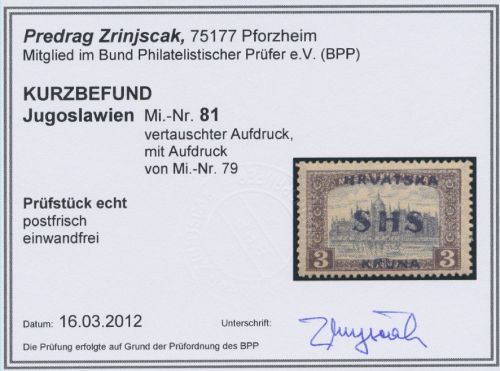 Predrag Zrinjscak, 75177 Pforzheim
Mitglied im Bund Philatelistischer Prüfer e.V. (BPP)
KURZBEFUND
Jugoslawien Mi.-Nr. 81
vertauschter Aufdruck,
mit Aufdruck
von Mi.-Nr. 79
Prüfstück echt
postfrisch
einwandfrei
HRVATSKA
SHS
3 KRUNA 3
Datum: 16.03.2012 Unterschrift:
Die Prüfung erfolgte auf Grund der Prüfordnung des BPP